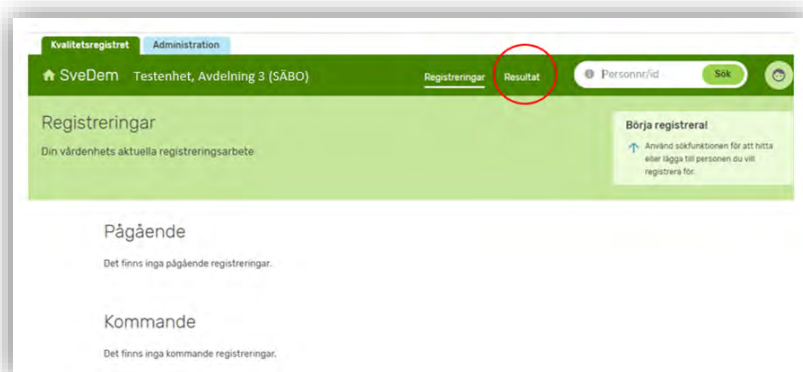 Kvalitetsregistret Administration
SveDem Testenhet, Avdelning 3 (SÄBO) Registreringar Resultat Personnr/id Sök
Registreringar
Din vårdenhets aktuella registreringsarbete
Börja registrera!
Använd sökfunktionen för att hitta
eller lägga till personen du vill
registrera för.
Pågående
Det finns inga pågående registreringar.
Kommande
Det finns inga kommande registreringar.